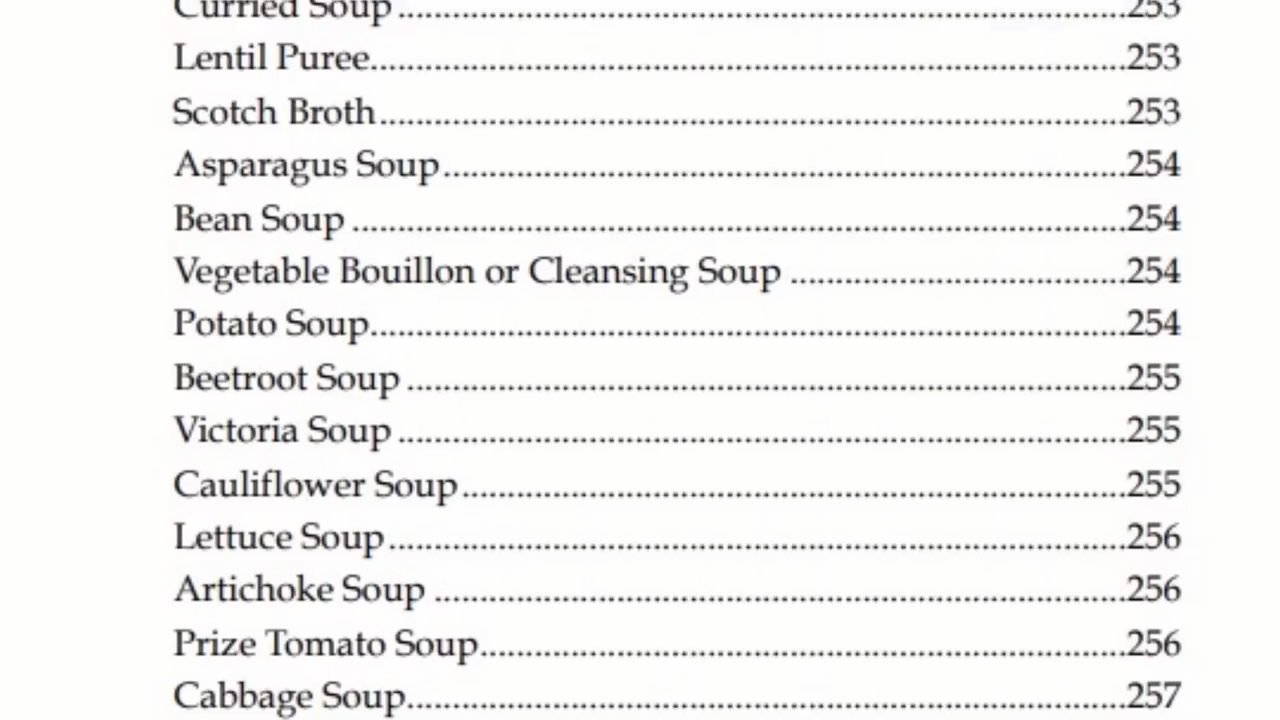 Curried Soup ........................................................................253
Lentil Puree............................................................................253
Scotch Broth...........................................................................253
Asparagus Soup....................................................................254
Bean Soup ..............................................................................254
Vegetable Bouillon or Cleansing Soup ................................254
Potato Soup............................................................................254
Beetroot Soup ........................................................................255
Victoria Soup .........................................................................255
Cauliflower Soup..................................................................255
Lettuce Soup..........................................................................256
Artichoke Soup .....................................................................256
Prize Tomato Soup................................................................256
Cabbage Soup........................................................................257